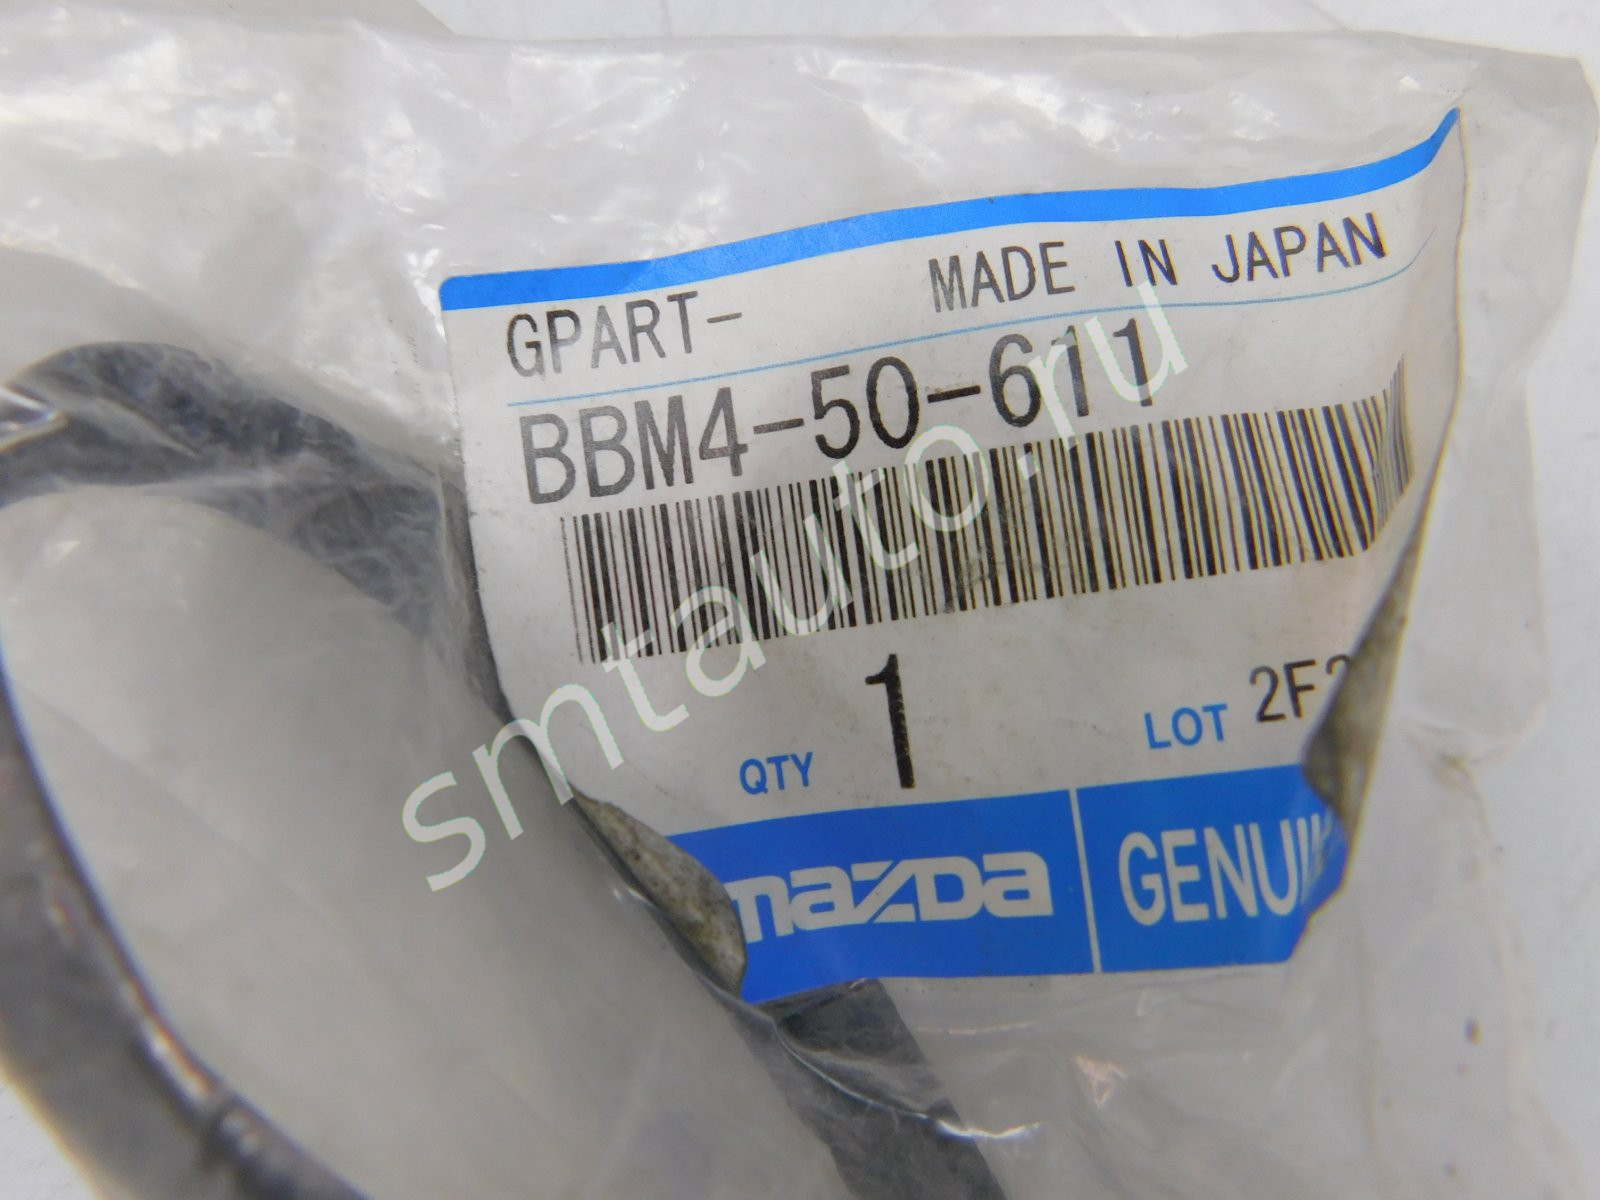 GPART- MADE IN JAPAN
BBM4-50-611
QTY 1 LOT 2F
mazda
smtauto.ru